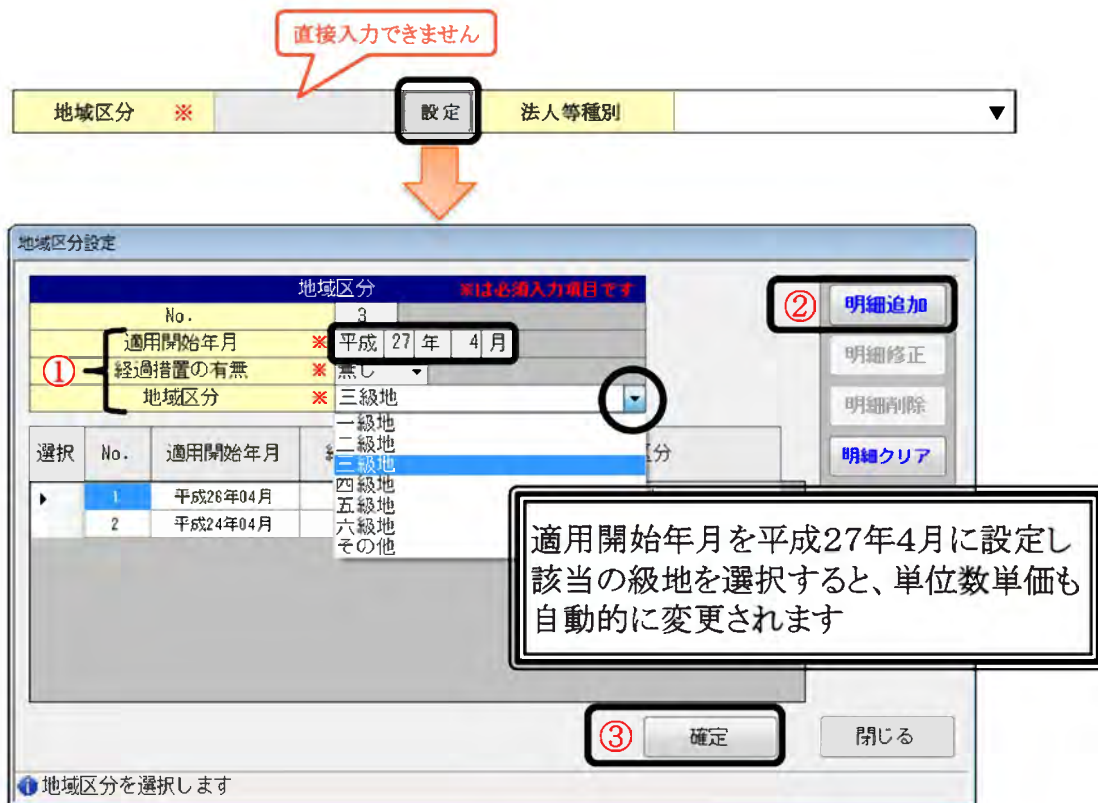 直接入力できません
地域区分 ※ 設定 法人等種別 ▼
地域区分設定
地域区分 ※は必須入力項目です
No. 3
適用開始年月 ※ 平成 27 年 4 月
① 経過措置の有無 ※ 無し
地域区分 ※ 三級地
② 明細追加
明細修正
明細削除
明細クリア
一級地
二級地
三級地
四級地
五級地
六級地
その他
選択 No. 適用開始年月
1 平成26年04月
2 平成24年04月
適用開始年月を平成27年4月に設定し
該当の級地を選択すると、単位数単価も
自動的に変更されます
③ 確定 閉じる
地域区分を選択します